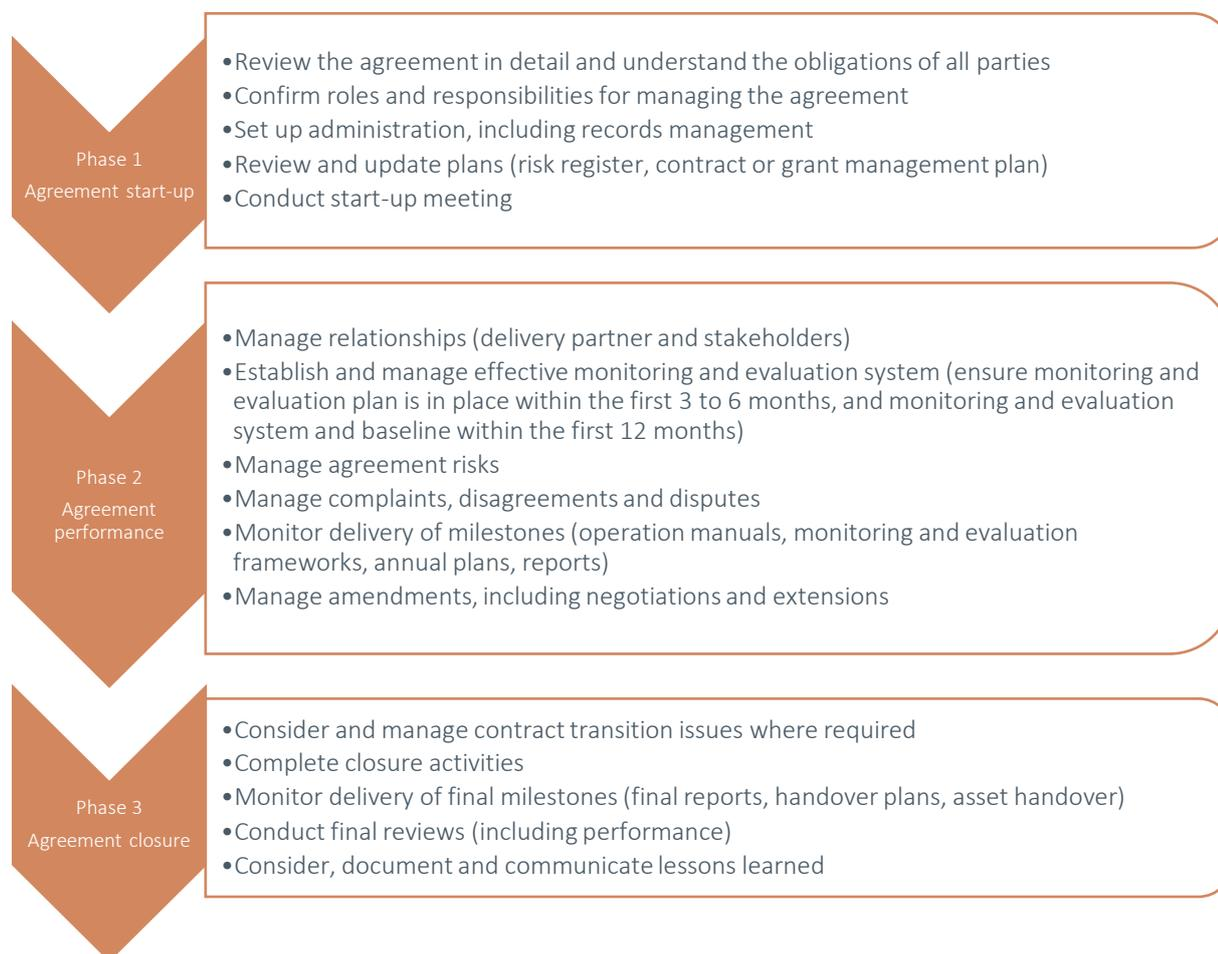 Phase 1
Agreement start-up
•Review the agreement in detail and understand the obligations of all parties
•Confirm roles and responsibilities for managing the agreement
•Set up administration, including records management
•Review and update plans (risk register, contract or grant management plan)
•Conduct start-up meeting
Phase 2
Agreement
performance
•Manage relationships (delivery partner and stakeholders)
•Establish and manage effective monitoring and evaluation system (ensure monitoring and
evaluation plan is in place within the first 3 to 6 months, and monitoring and evaluation
system and baseline within the first 12 months)
•Manage agreement risks
•Manage complaints, disagreements and disputes
•Monitor delivery of milestones (operation manuals, monitoring and evaluation
frameworks, annual plans, reports)
•Manage amendments, including negotiations and extensions
Phase 3
Agreement closure
•Consider and manage contract transition issues where required
•Complete closure activities
•Monitor delivery of final milestones (final reports, handover plans, asset handover)
•Conduct final reviews (including performance)
•Consider, document and communicate lessons learned